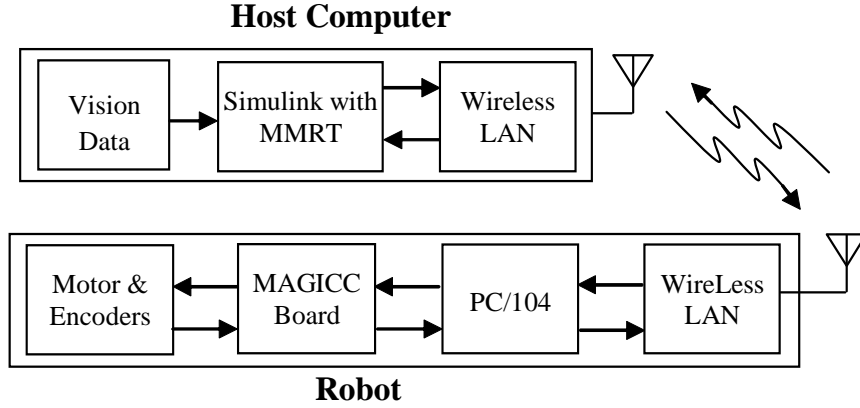 Host Computer
Vision
Data
Simulink with
MMRT
Wireless
LAN
Motor &
Encoders
MAGICC
Board
PC/104
WireLess
LAN
Robot